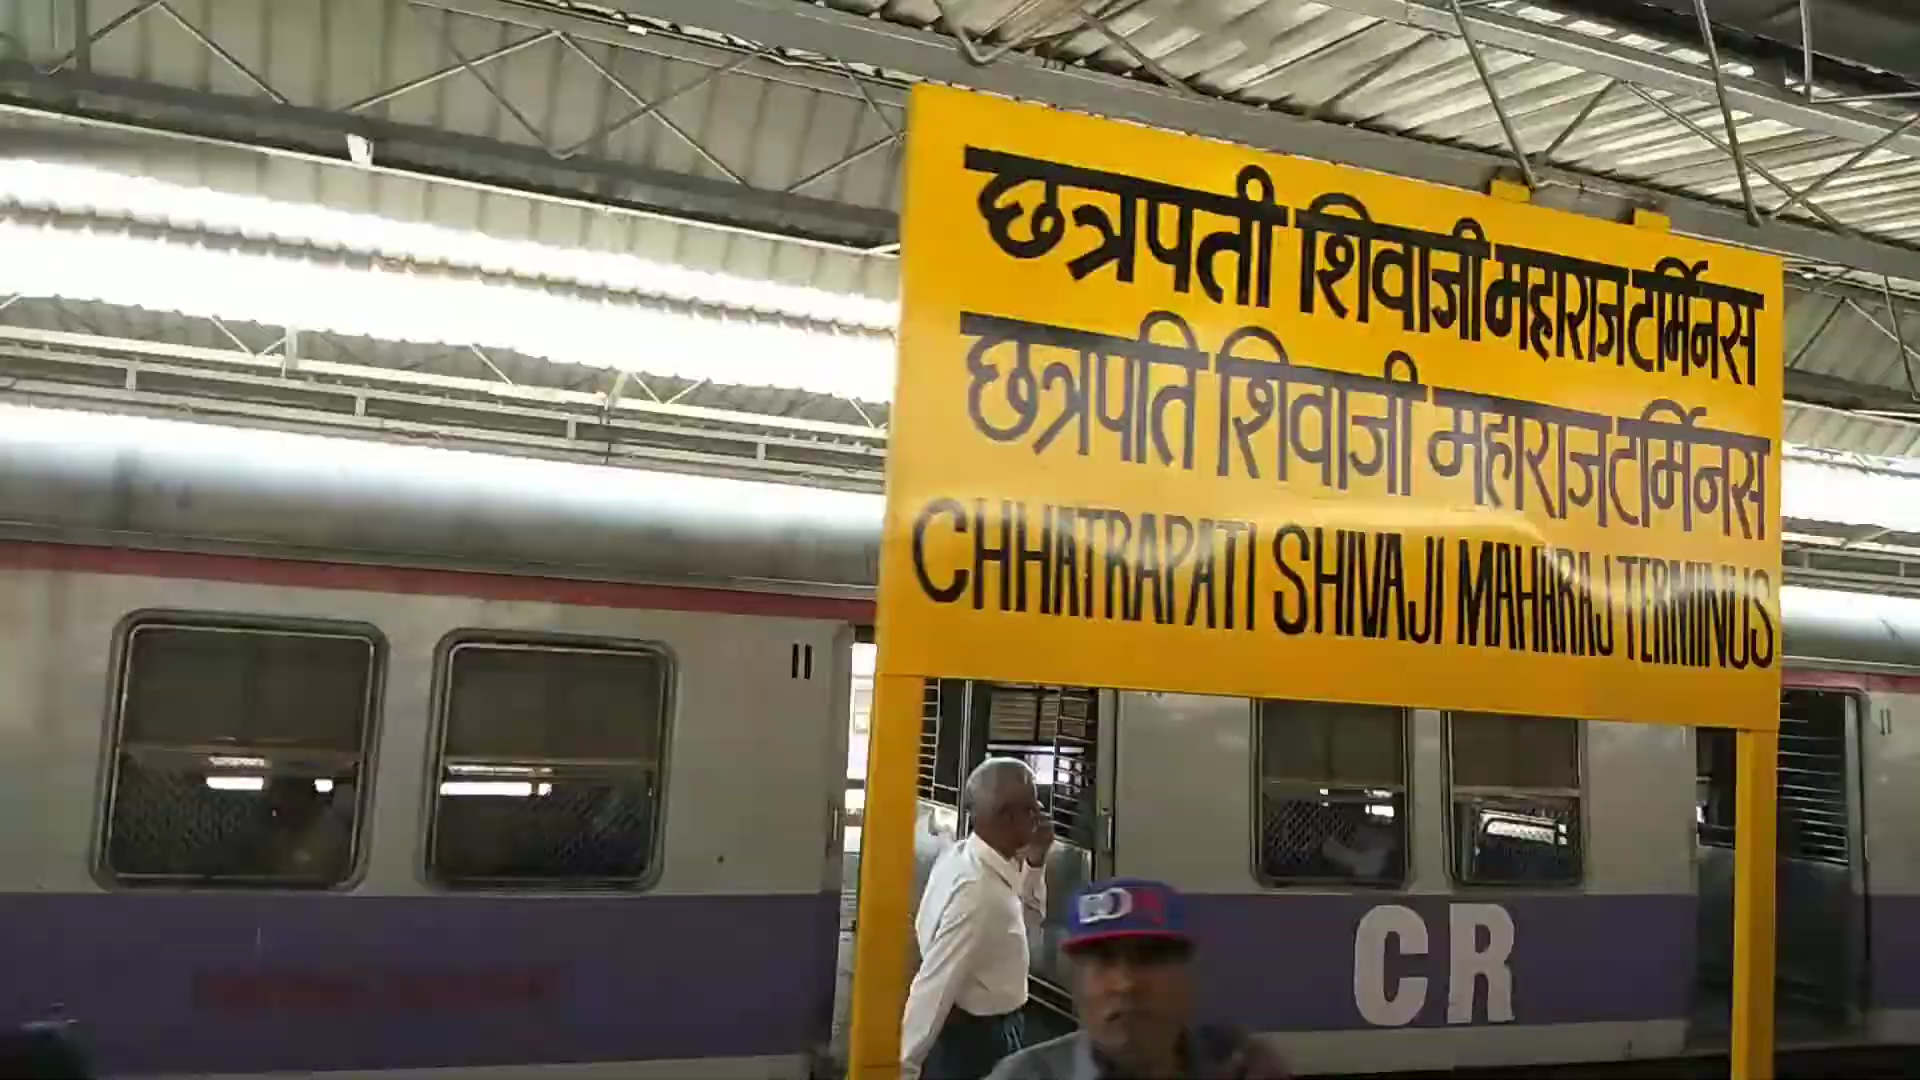 छत्रपती शिवाजी महाराज टर्मिनस
छत्रपति शिवाजी महाराज टर्मिनस
CHHATRAPATI SHIVAJI MAHARAJ TERMINUS
CR